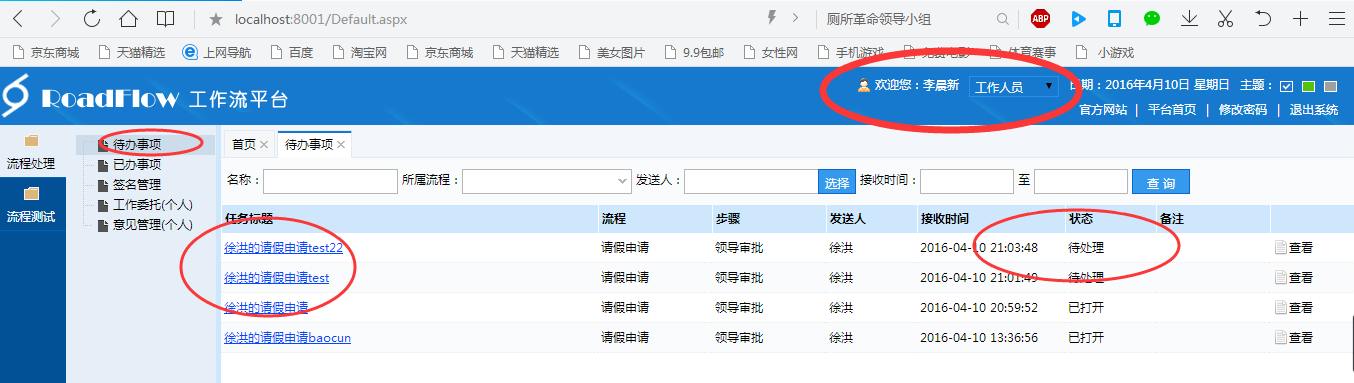 localhost:8001/Default.aspx 厕所革命领导小组 ABP
京东商城 天猫精选 上网导航 百度 淘宝网 京东商城 天猫精选 美女图片 9.9包邮 女性网 手机游戏 免费电影 体育赛事 小游戏
RoadFlow 工作流平台 欢迎您：李晨新 工作人员 日期：2016年4月10日 星期日 主题：
官方网站 | 平台首页 | 修改密码 | 退出系统
流程处理
流程测试
待办事项
已办事项
签名管理
工作委托(个人)
意见管理(个人)
首页 待办事项
名称： 所属流程： 发送人： 选择 接收时间： 至 查 询
任务标题 流程 步骤 发送人 接收时间 状态 备注
徐洪的请假申请test22 请假申请 领导审批 徐洪 2016-04-10 21:03:48 待处理 查看
徐洪的请假申请test 请假申请 领导审批 徐洪 2016-04-10 21:01:49 待处理 查看
徐洪的请假申请 请假申请 领导审批 徐洪 2016-04-10 20:59:52 已打开 查看
徐洪的请假申请baocun 请假申请 领导审批 徐洪 2016-04-10 13:36:56 已打开 查看